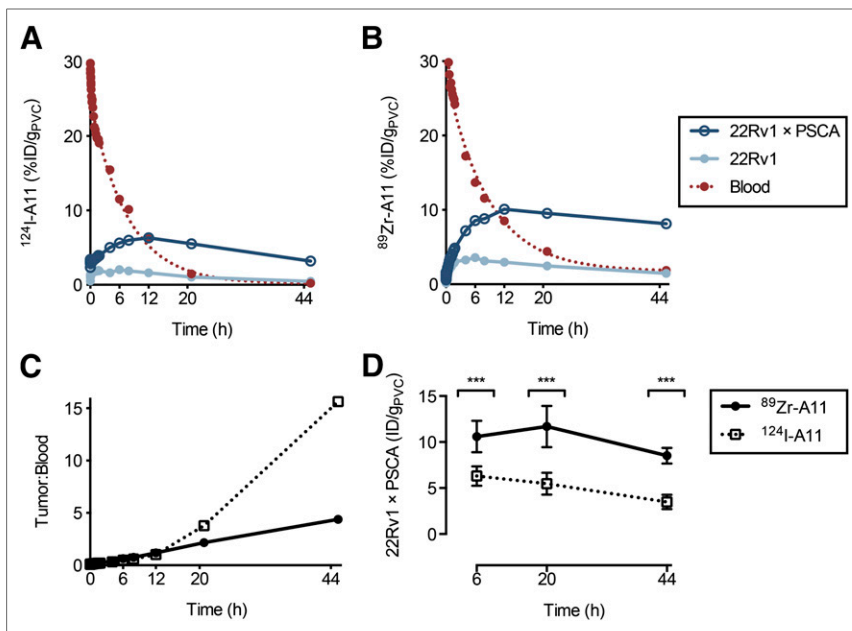 A
B
30
20
10
0
¹²⁴I-A11 (%ID/gPVC)
0 6 12 20 44
Time (h)
30
20
10
0
⁸⁹Zr-A11 (%ID/gPVC)
0 6 12 20 44
Time (h)
22Rv1 × PSCA
22Rv1
Blood
C
D
15
10
5
0
Tumor:Blood
0 6 12 20 44
Time (h)
*** *** ***
15
10
5
0
22Rv1 × PSCA (ID/gPVC)
6 20 44
Time (h)
⁸⁹Zr-A11
¹²⁴I-A11